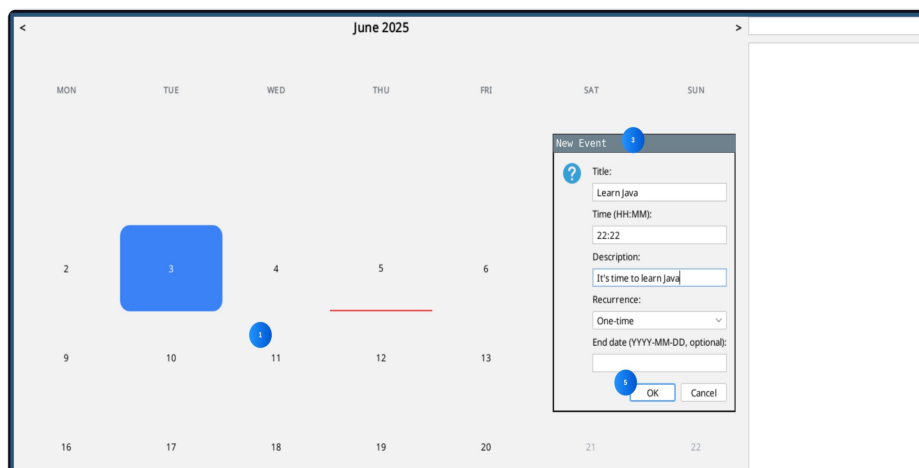 < June 2025 >
MON TUE WED THU FRI SAT SUN
New Event 3
?
Title:
Learn Java
Time (HH:MM):
22:22
Description:
It's time to learn Java
Recurrence:
One-time
End date (YYYY-MM-DD, optional):
5 OK Cancel
2 3 4 5 6
1
9 10 11 12 13
16 17 18 19 20 21 22